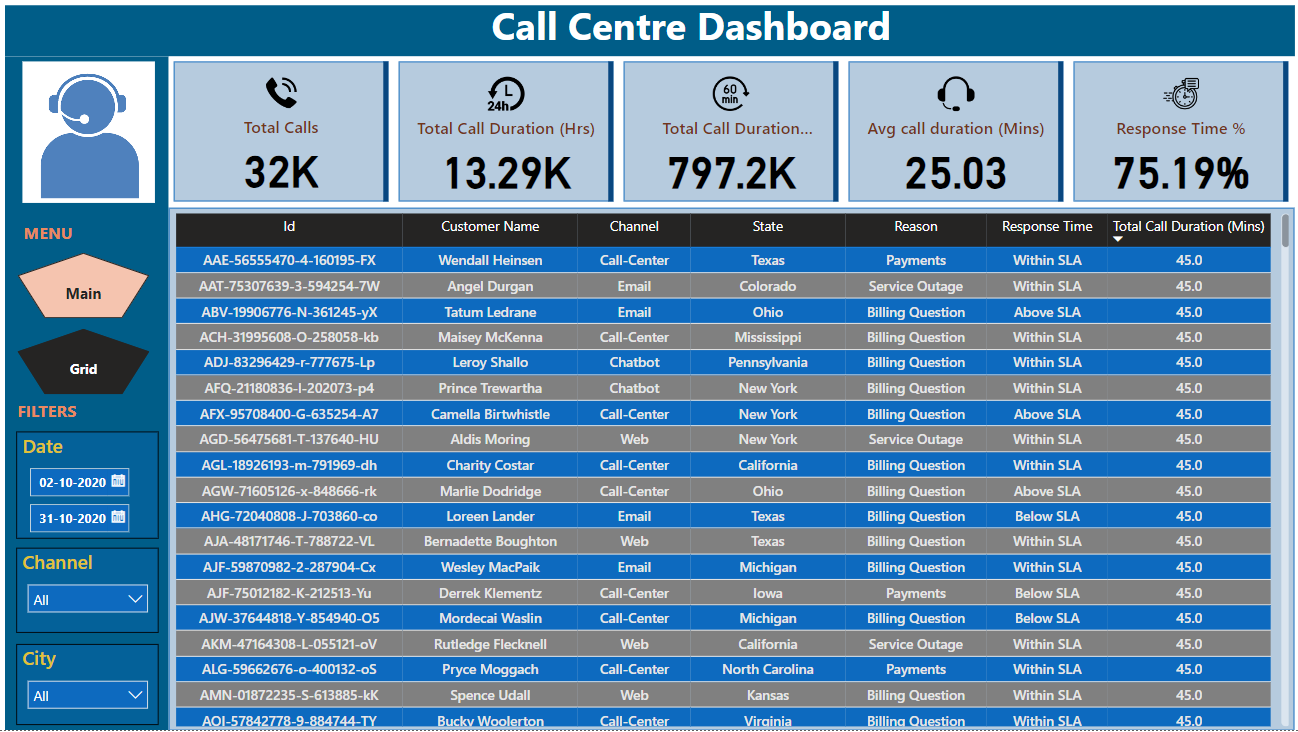 Call Centre Dashboard
Total Calls
32K
24h
Total Call Duration (Hrs)
13.29K
60
min
Total Call Duration...
797.2K
Avg call duration (Mins)
25.03
Response Time %
75.19%
MENU
Main
Grid
FILTERS
Date
02-10-2020
31-10-2020
Channel
All
City
All
Id Customer Name Channel State Reason Response Time Total Call Duration (Mins)
AAE-56555470-4-160195-FX Wendall Heinsen Call-Center Texas Payments Within SLA 45.0
AAT-75307639-3-594254-7W Angel Durgan Email Colorado Service Outage Within SLA 45.0
ABV-19906776-N-361245-yX Tatum Ledrane Email Ohio Billing Question Above SLA 45.0
ACH-31995608-O-258058-kb Maisey McKenna Call-Center Mississippi Billing Question Within SLA 45.0
ADJ-83296429-r-777675-Lp Leroy Shallo Chatbot Pennsylvania Billing Question Within SLA 45.0
AFQ-21180836-I-202073-p4 Prince Trewartha Chatbot New York Billing Question Within SLA 45.0
AFX-95708400-G-635254-A7 Camella Birtwhistle Call-Center New York Billing Question Above SLA 45.0
AGD-56475681-T-137640-HU Aldis Moring Web New York Service Outage Within SLA 45.0
AGL-18926193-m-791969-dh Charity Costar Call-Center California Billing Question Within SLA 45.0
AGW-71605126-x-848666-rk Marlie Dodridge Call-Center Ohio Billing Question Above SLA 45.0
AHG-72040808-J-703860-co Loreen Lander Email Texas Billing Question Below SLA 45.0
AJA-48171746-T-788722-VL Bernadette Boughton Web Texas Billing Question Within SLA 45.0
AJF-59870982-2-287904-Cx Wesley MacPaik Email Michigan Billing Question Within SLA 45.0
AJF-75012182-K-212513-Yu Derrek Klementz Call-Center Iowa Payments Below SLA 45.0
AJW-37644818-Y-854940-O5 Mordecai Waslin Call-Center Michigan Billing Question Below SLA 45.0
AKM-47164308-L-055121-oV Rutledge Flecknell Web California Service Outage Within SLA 45.0
ALG-59662676-o-400132-oS Pryce Moggach Call-Center North Carolina Payments Within SLA 45.0
AMN-01872235-S-613885-kK Spence Udall Web Kansas Billing Question Within SLA 45.0
AOI-57842778-9-884744-TY Bucky Woolerton Call-Center Virginia Billing Question Within SLA 45.0